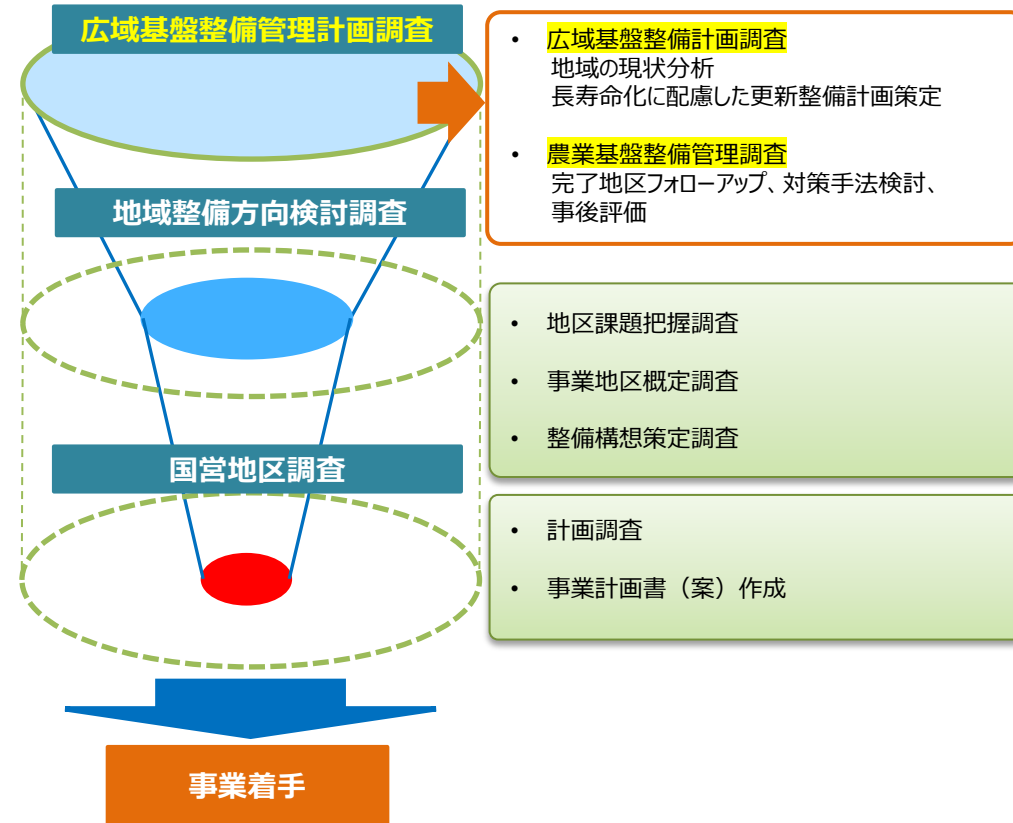 広域基盤整備管理計画調査
• 広域基盤整備計画調査
地域の現状分析
長寿命化に配慮した更新整備計画策定
• 農業基盤整備管理調査
完了地区フォローアップ、対策手法検討、
事後評価
地域整備方向検討調査
• 地区課題把握調査
• 事業地区概定調査
• 整備構想策定調査
国営地区調査
• 計画調査
• 事業計画書（案）作成
事業着手